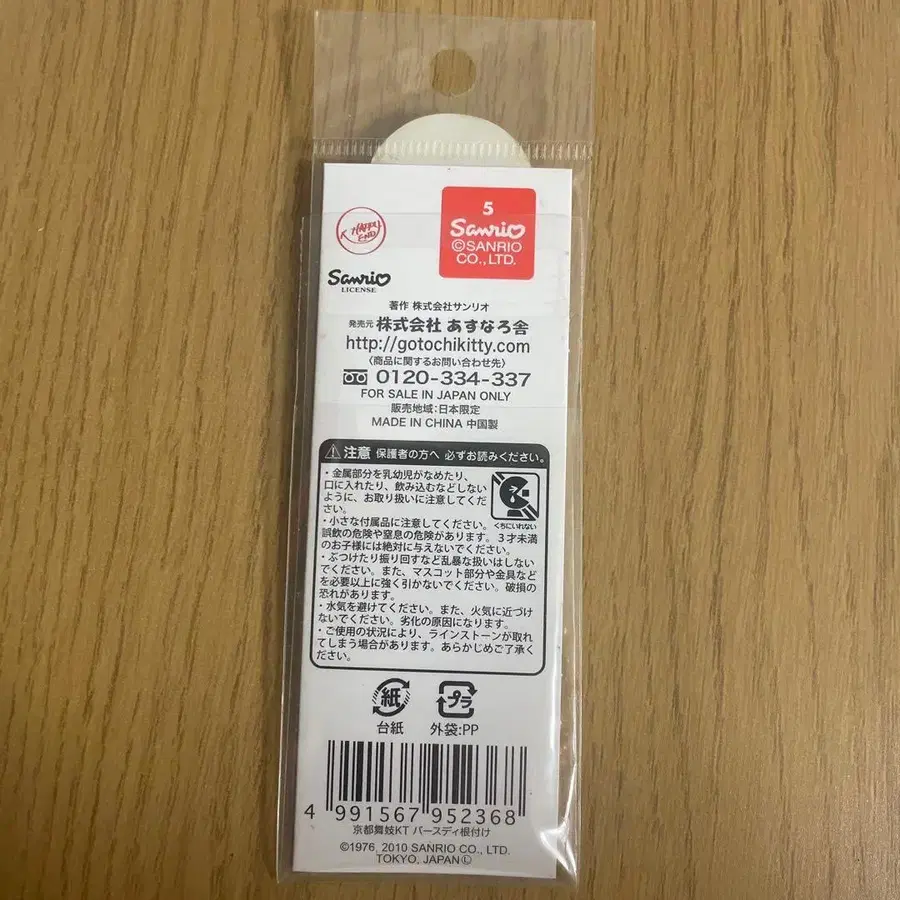 5
Sanrio
©SANRIO
CO.,LTD.
HAPPY
END
Sanrio
LICENSE
著作 株式会社サンリオ
発売元 株式会社 あすなろ舎
http://gotochikitty.com
〈商品に関するお問い合わせ先〉
0120-334-337
FOR SALE IN JAPAN ONLY
販売地域:日本限定
MADE IN CHINA 中国製
注意 保護者の方へ 必ずお読みください。
・金属部分を乳幼児がなめたり、
口に入れたり、飲み込むなどしない
ように、お取り扱いに注意してくだ
さい。
くちにいれない
・小さな付属品に注意してください。
誤飲の危険や窒息の危険があります。3才未満
のお子様には絶対に与えないでください。
・ぶつけたり振り回すなど乱暴な扱いはしない
でください。また、マスコット部分や金具など
を必要以上に強く引かないでください。破損の
恐れがあります。
・水気を避けてください。また、火気に近づけ
ないでください。劣化の原因になります。
・ご使用の状況により、ラインストーンが取れ
てしまう場合があります。あらかじめご了承く
ださい。
紙 プラ
台紙 外袋:PP
4 991567 952368
京都舞妓KT バースディ根付け
©1976, 2010 SANRIO CO., LTD.
TOKYO, JAPAN Ⓛ